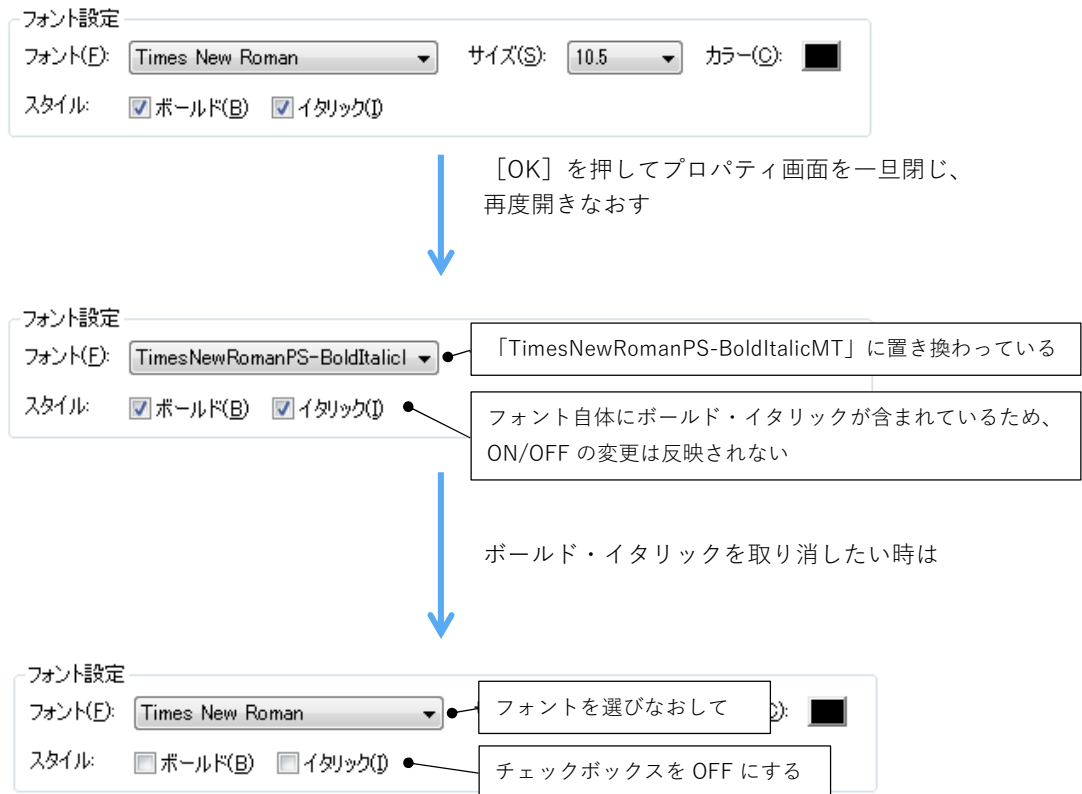 フォント設定
フォント(F): Times New Roman サイズ(S): 10.5 カラー(C):
スタイル: ボールド(B) イタリック(I)
［OK］を押してプロパティ画面を一旦閉じ、
再度開きなおす
フォント設定
フォント(F): TimesNewRomanPS-BoldItalicI 「TimesNewRomanPS-BoldItalicMT」に置き換わっている
スタイル: ボールド(B) イタリック(I)
フォント自体にボールド・イタリックが含まれているため、
ON/OFF の変更は反映されない
ボールド・イタリックを取り消したい時は
フォント設定
フォント(F): Times New Roman フォントを選びなおして ):
スタイル: ボールド(B) イタリック(I) チェックボックスを OFF にする